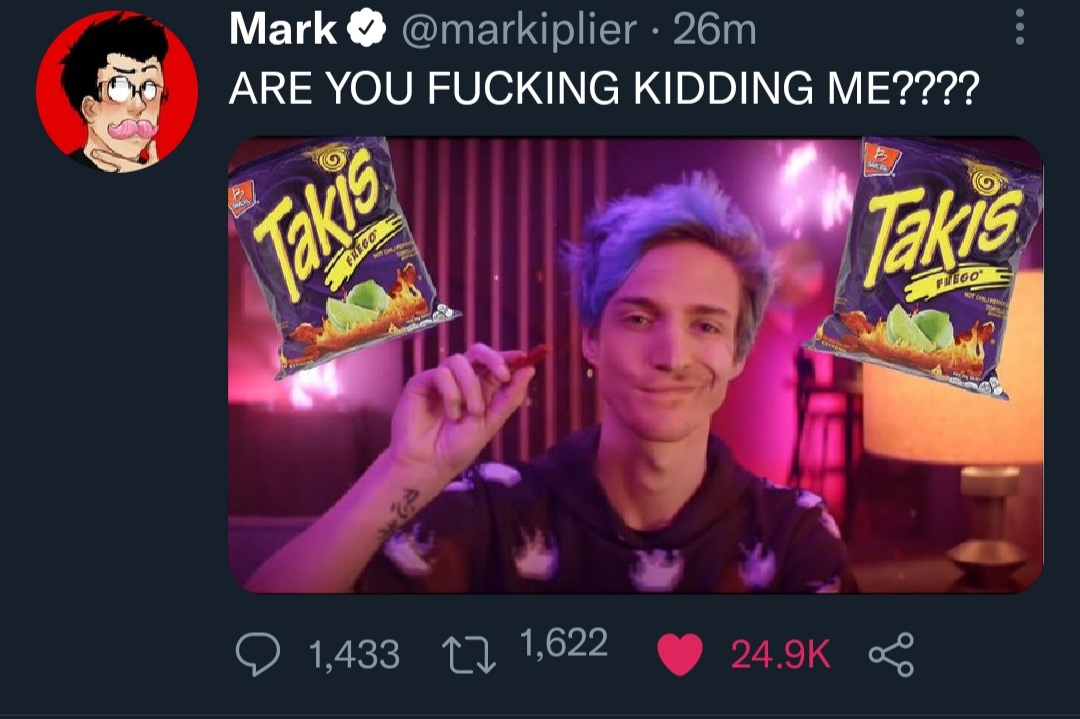 Mark @markiplier · 26m
ARE YOU FUCKING KIDDING ME????
Takis
FUEGO
Takis
FUEGO
1,433 1,622 24.9K